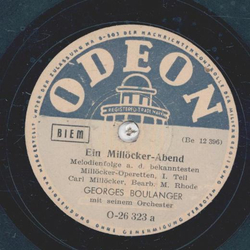 ODEON
BIEM
(Be 12 396)
Ein Millöcker-Abend
Melodienfolge a. d. bekanntesten
Millöcker-Operetten, I. Teil
Carl Millöcker, Bearb. M. Rhode
GEORGES BOULANGER
mit seinem Orchester
O-26 323 a